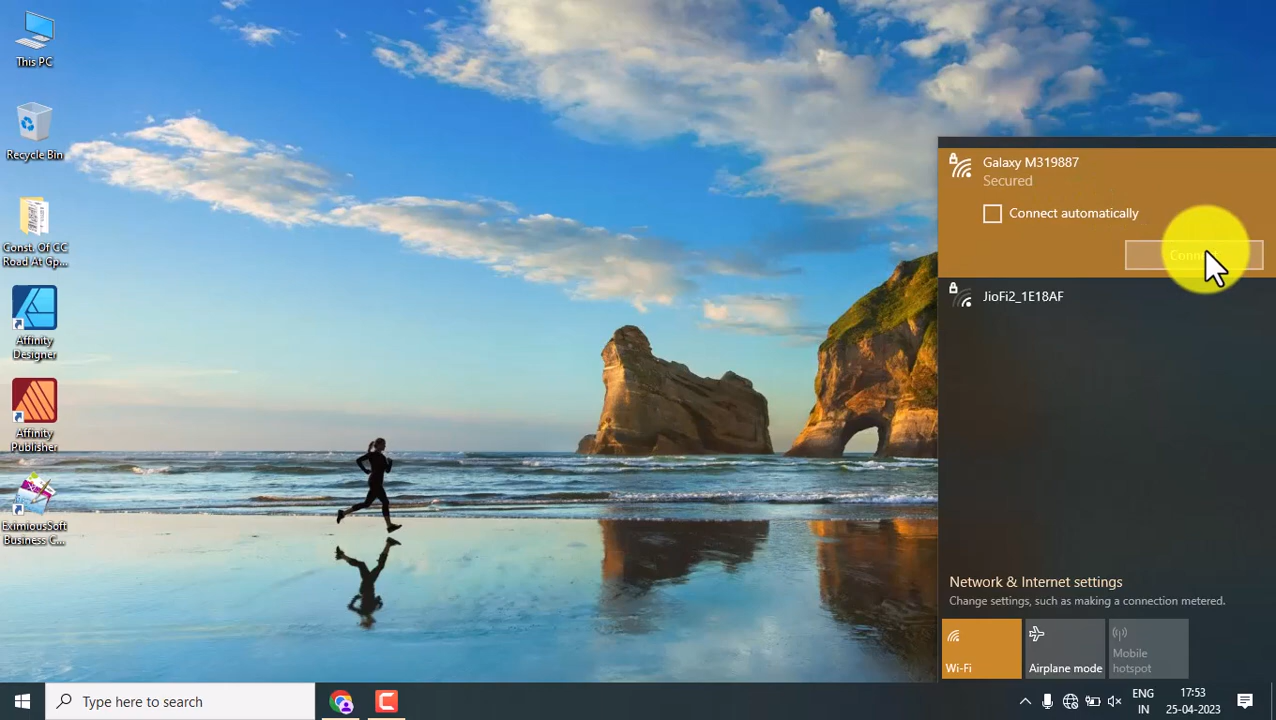 This PC
Recycle Bin
Const. Of CC
Road At Gp...
Affinity
Designer
Affinity
Publisher
EximiousSoft
Business C...
Galaxy M319887
Secured
Connect automatically
JioFi2_1E18AF
Network & Internet settings
Change settings, such as making a connection metered.
Wi-Fi
Airplane mode
Mobile
hotspot
Type here to search
ENG
IN
17:53
25-04-2023